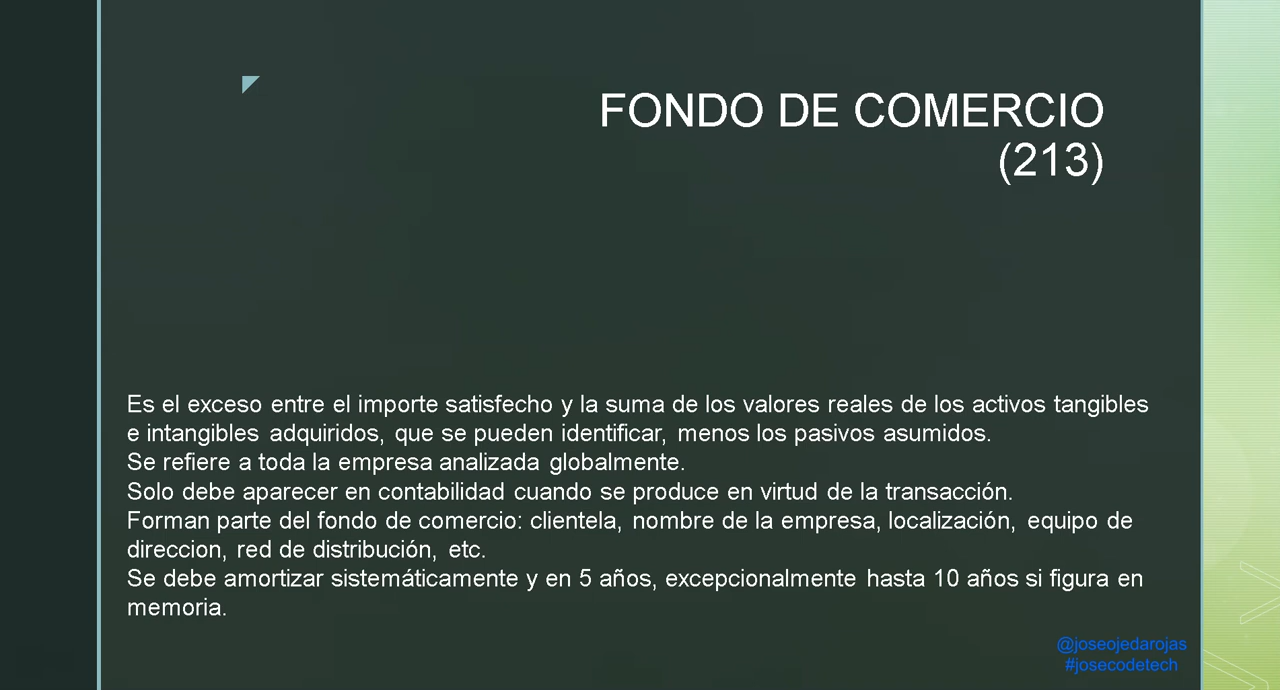 FONDO DE COMERCIO
(213)
Es el exceso entre el importe satisfecho y la suma de los valores reales de los activos tangibles
e intangibles adquiridos, que se pueden identificar, menos los pasivos asumidos.
Se refiere a toda la empresa analizada globalmente.
Solo debe aparecer en contabilidad cuando se produce en virtud de la transacción.
Forman parte del fondo de comercio: clientela, nombre de la empresa, localización, equipo de
direccion, red de distribución, etc.
Se debe amortizar sistemáticamente y en 5 años, excepcionalmente hasta 10 años si figura en
memoria.
@joseojedarojas
#josecodetech